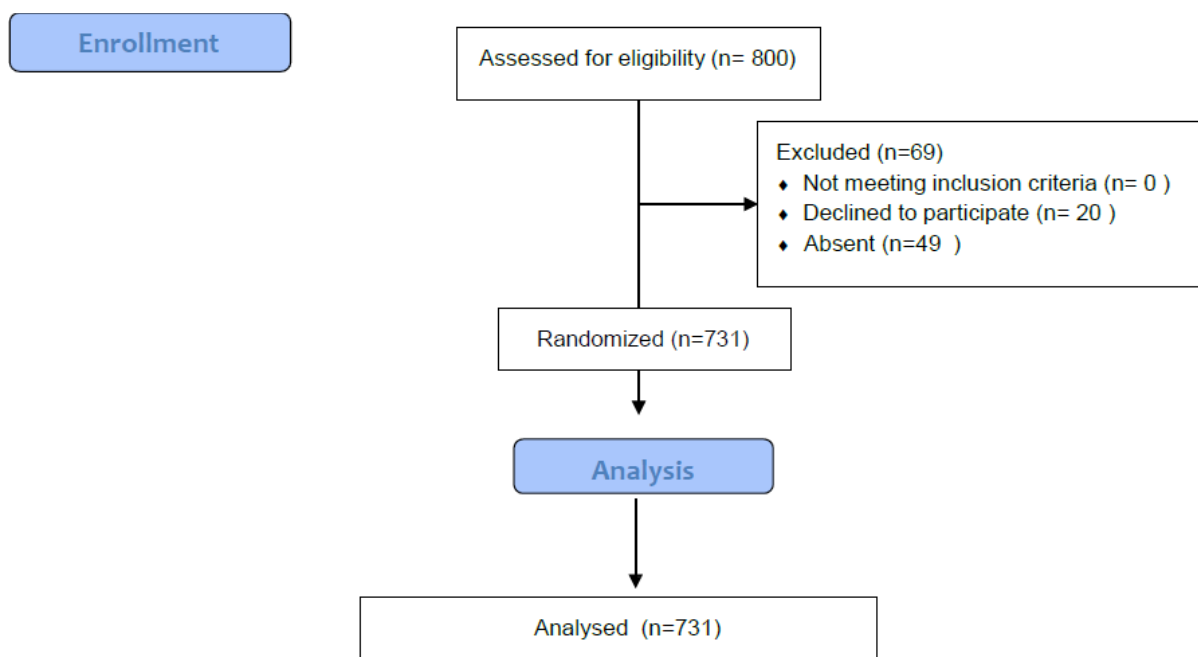 Enrollment
Assessed for eligibility (n= 800)
Excluded (n=69)
♦ Not meeting inclusion criteria (n= 0 )
♦ Declined to participate (n= 20 )
♦ Absent (n=49  )
Randomized (n=731)
Analysis
Analysed  (n=731)